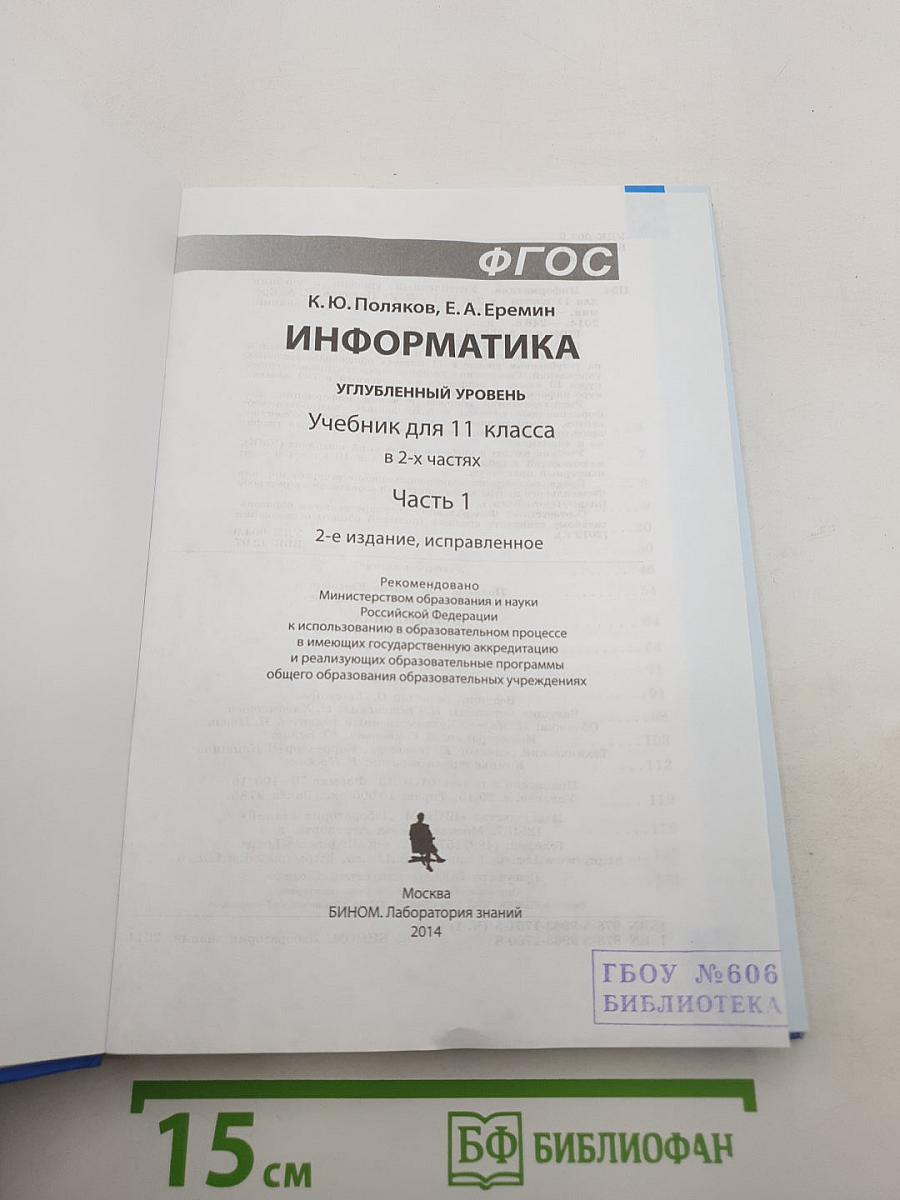 ФГОС
К. Ю. Поляков, Е. А. Еремин
ИНФОРМАТИКА
УГЛУБЛЕННЫЙ УРОВЕНЬ
Учебник для 11 класса
в 2-х частях
Часть 1
2-е издание, исправленное
Рекомендовано
Министерством образования и науки
Российской Федерации
к использованию в образовательном процессе
в имеющих государственную аккредитацию
и реализующих образовательные программы
общего образования образовательных учреждениях
Москва
БИНОМ. Лаборатория знаний
2014
ГБОУ №606
БИБЛИОТЕКА
15 см
БФ БИБЛИОФАН